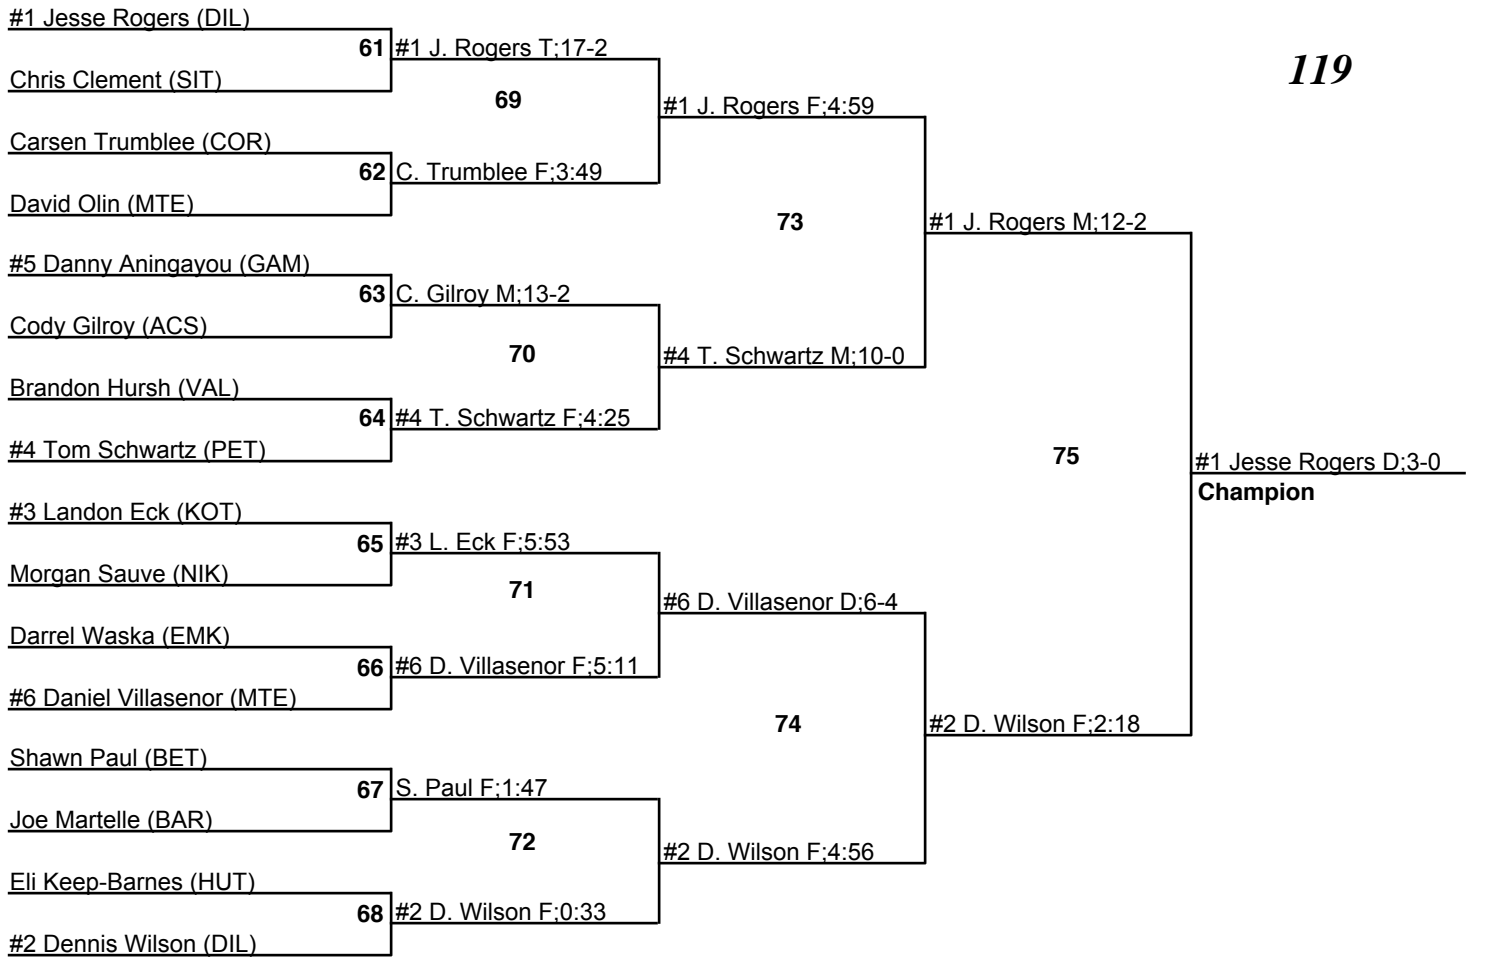 #1 Jesse Rogers (DIL)
61 #1 J. Rogers T;17-2
Chris Clement (SIT)
119
69
#1 J. Rogers F;4:59
Carsen Trumblee (COR)
62 C. Trumblee F;3:49
David Olin (MTE)
73
#1 J. Rogers M;12-2
#5 Danny Aningayou (GAM)
63 C. Gilroy M;13-2
Cody Gilroy (ACS)
70
#4 T. Schwartz M;10-0
Brandon Hursh (VAL)
64 #4 T. Schwartz F;4:25
#4 Tom Schwartz (PET)
75
#1 Jesse Rogers D;3-0
Champion
#3 Landon Eck (KOT)
65 #3 L. Eck F;5:53
Morgan Sauve (NIK)
71
#6 D. Villasenor D;6-4
Darrel Waska (EMK)
66 #6 D. Villasenor F;5:11
#6 Daniel Villasenor (MTE)
74
#2 D. Wilson F;2:18
Shawn Paul (BET)
67 S. Paul F;1:47
Joe Martelle (BAR)
72
#2 D. Wilson F;4:56
Eli Keep-Barnes (HUT)
68 #2 D. Wilson F;0:33
#2 Dennis Wilson (DIL)